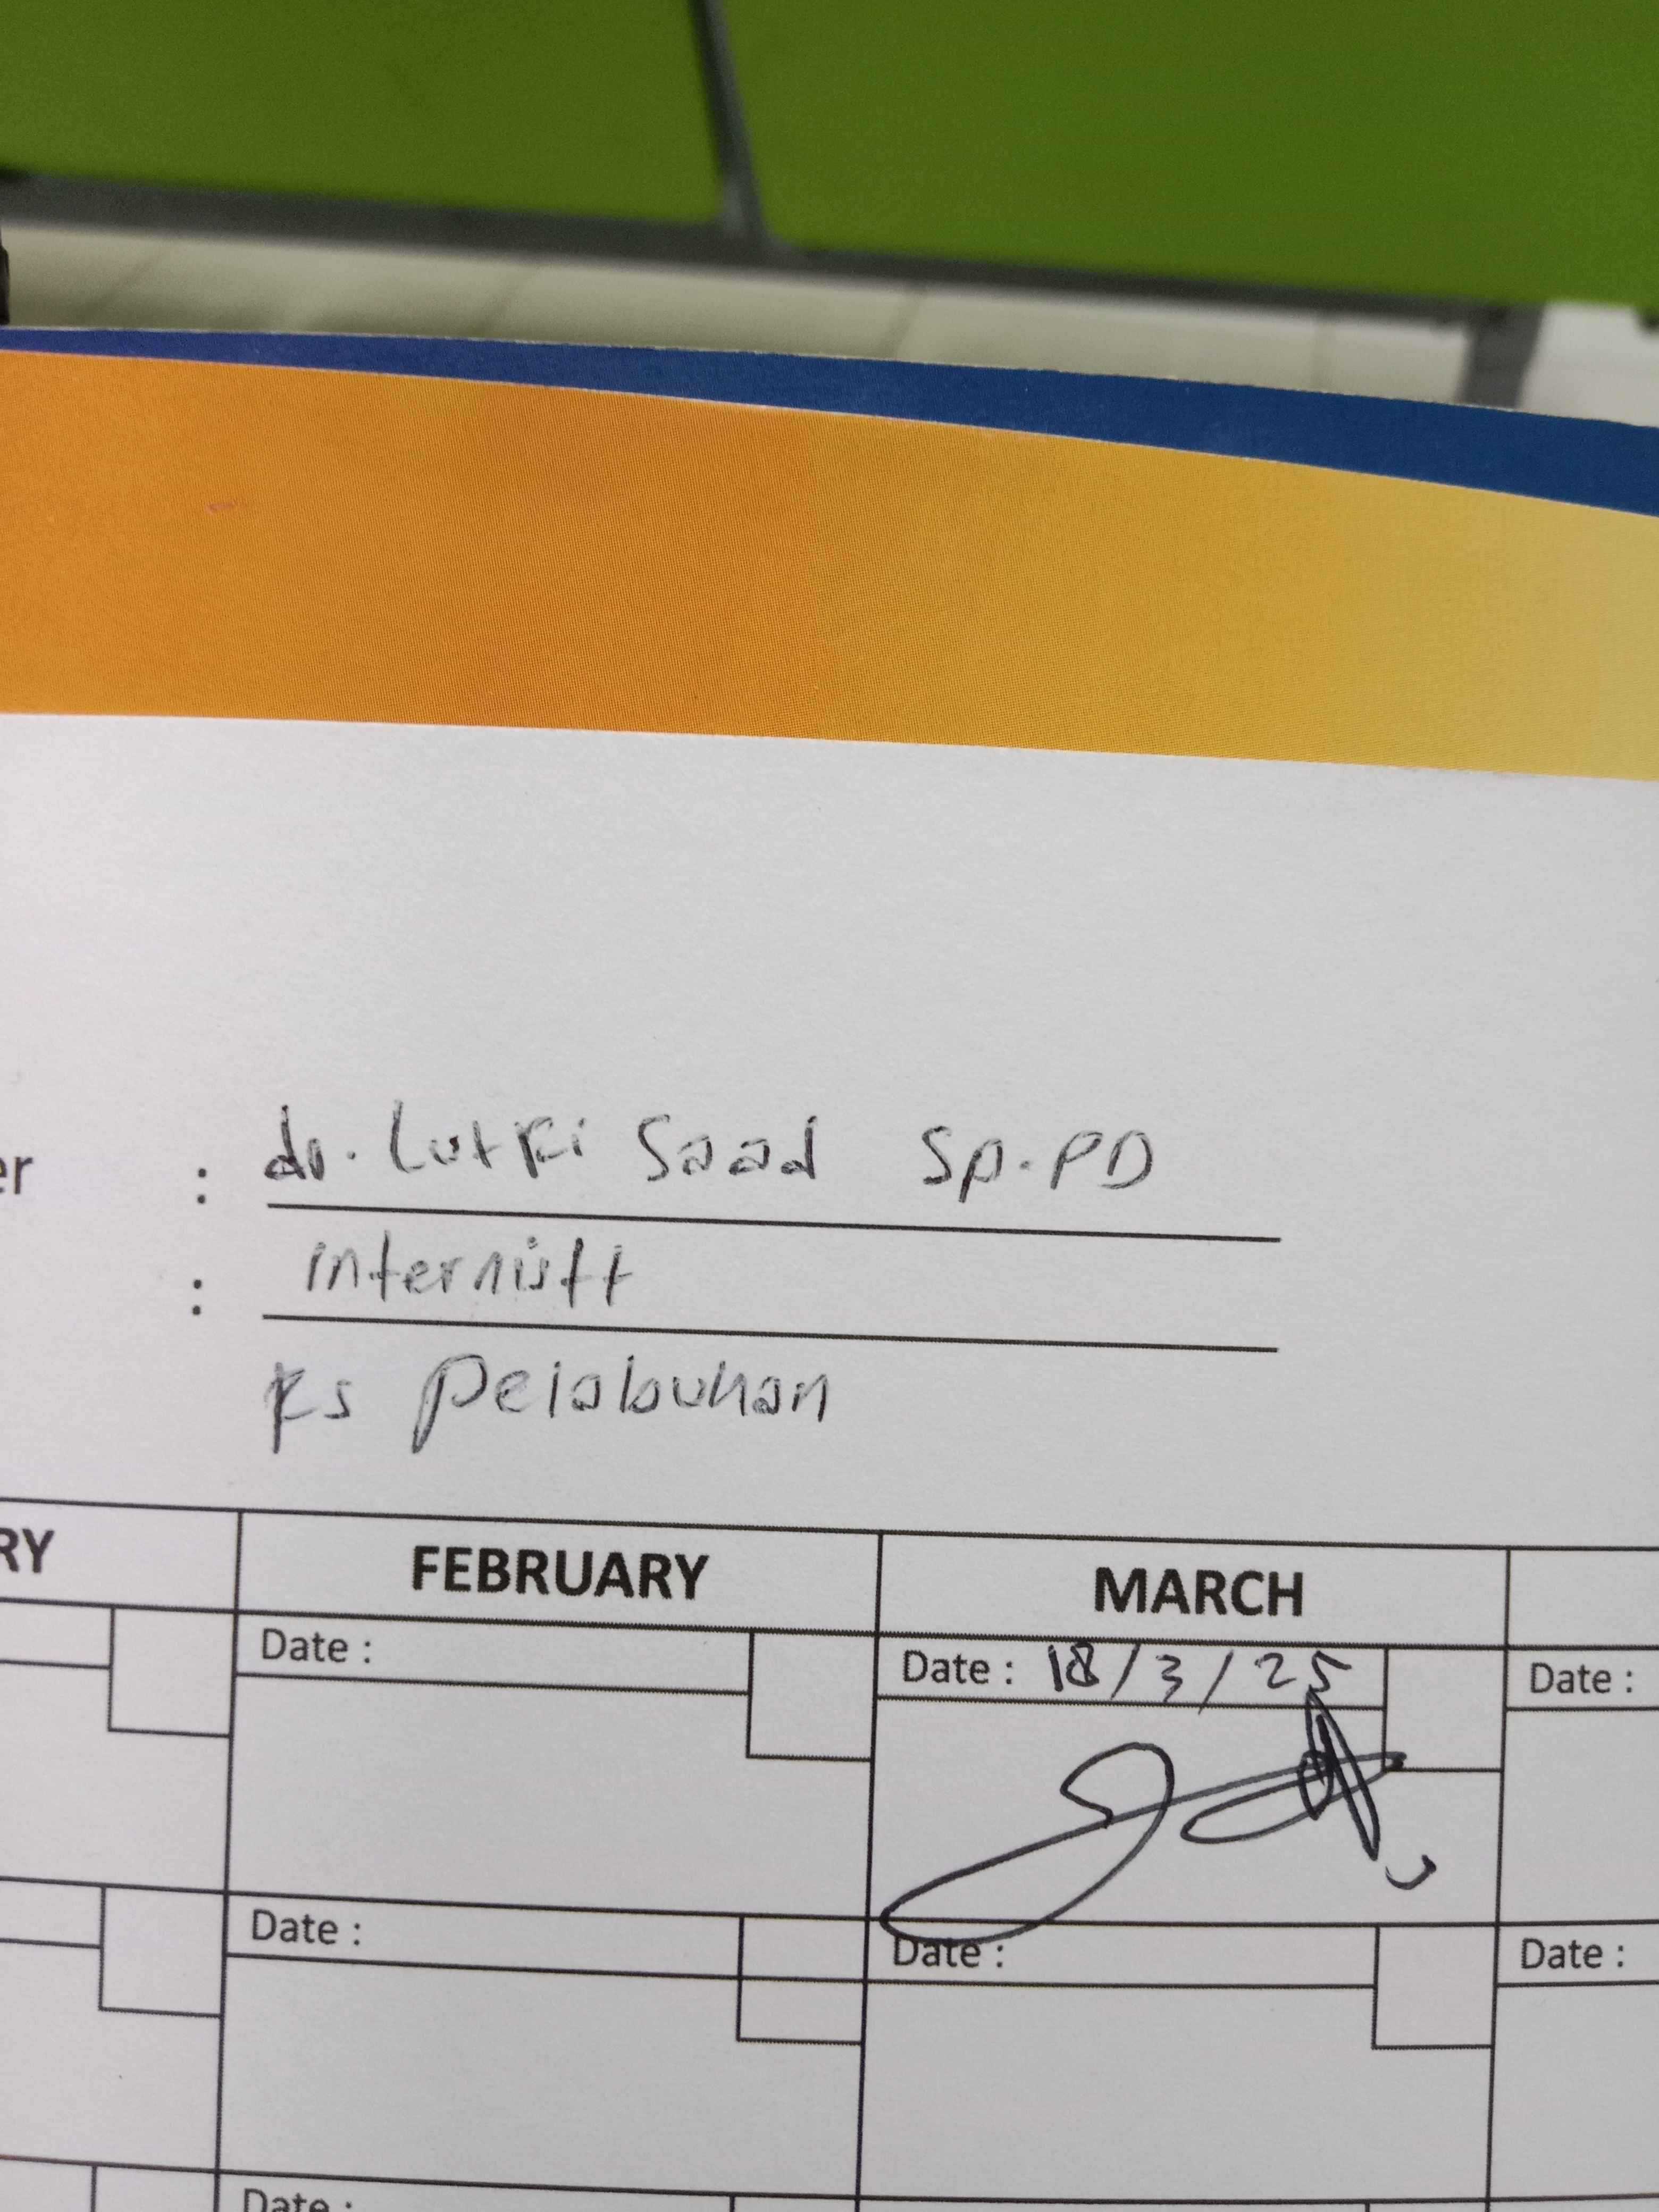 er : dr. Lutfi Saad Sp.PD
: internist
RS pelabuhan
RY FEBRUARY MARCH
Date : Date : 18/3/25 Date :
Date : Date : Date :
Date :